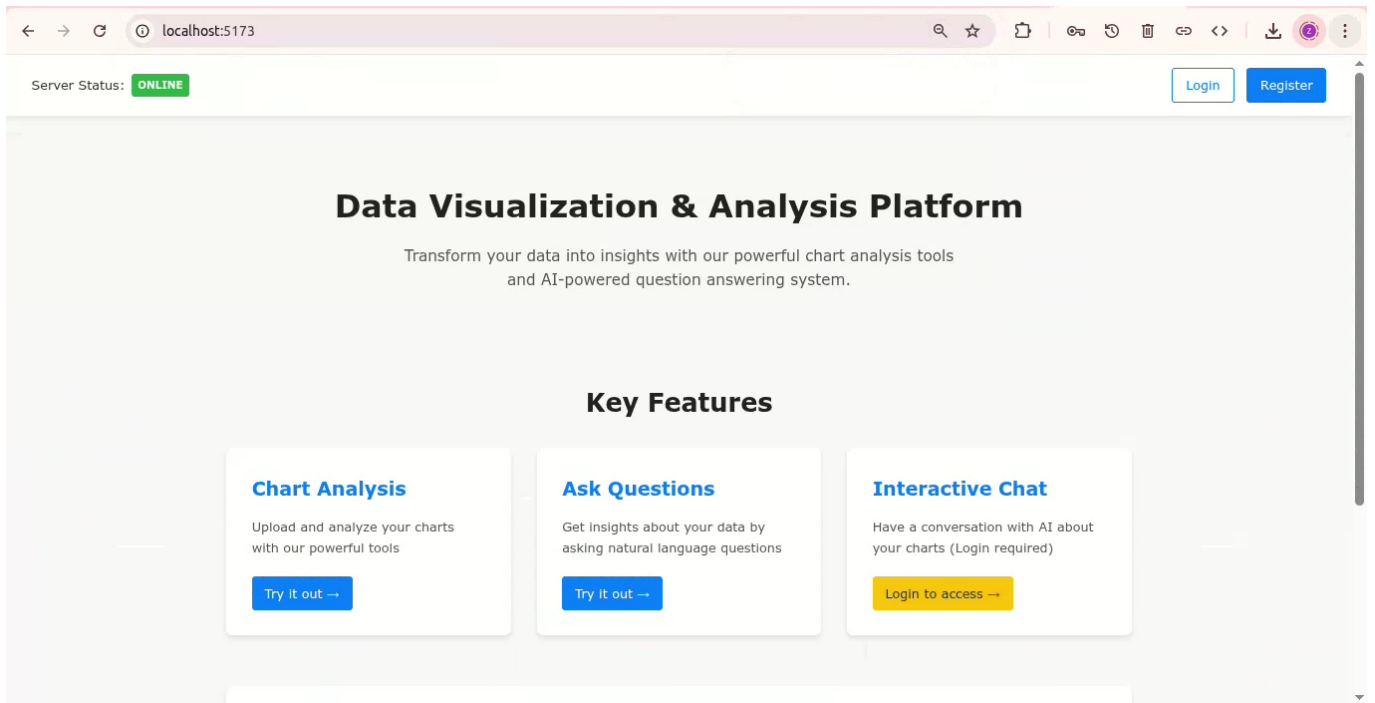 localhost:5173
Server Status: ONLINE
Login
Register
Data Visualization & Analysis Platform
Transform your data into insights with our powerful chart analysis tools
and AI-powered question answering system.
Key Features
Chart Analysis
Upload and analyze your charts
with our powerful tools
Try it out →
Ask Questions
Get insights about your data by
asking natural language questions
Try it out →
Interactive Chat
Have a conversation with AI about
your charts (Login required)
Login to access →